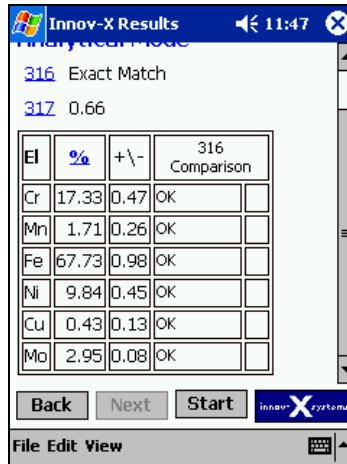 Innov-X Results 11:47
Analytical Mode
316 Exact Match
317 0.66
El % +\- 316 Comparison
Cr 17.33 0.47 OK
Mn 1.71 0.26 OK
Fe 67.73 0.98 OK
Ni 9.84 0.45 OK
Cu 0.43 0.13 OK
Mo 2.95 0.08 OK
Back Next Start innov-X systems
File Edit View